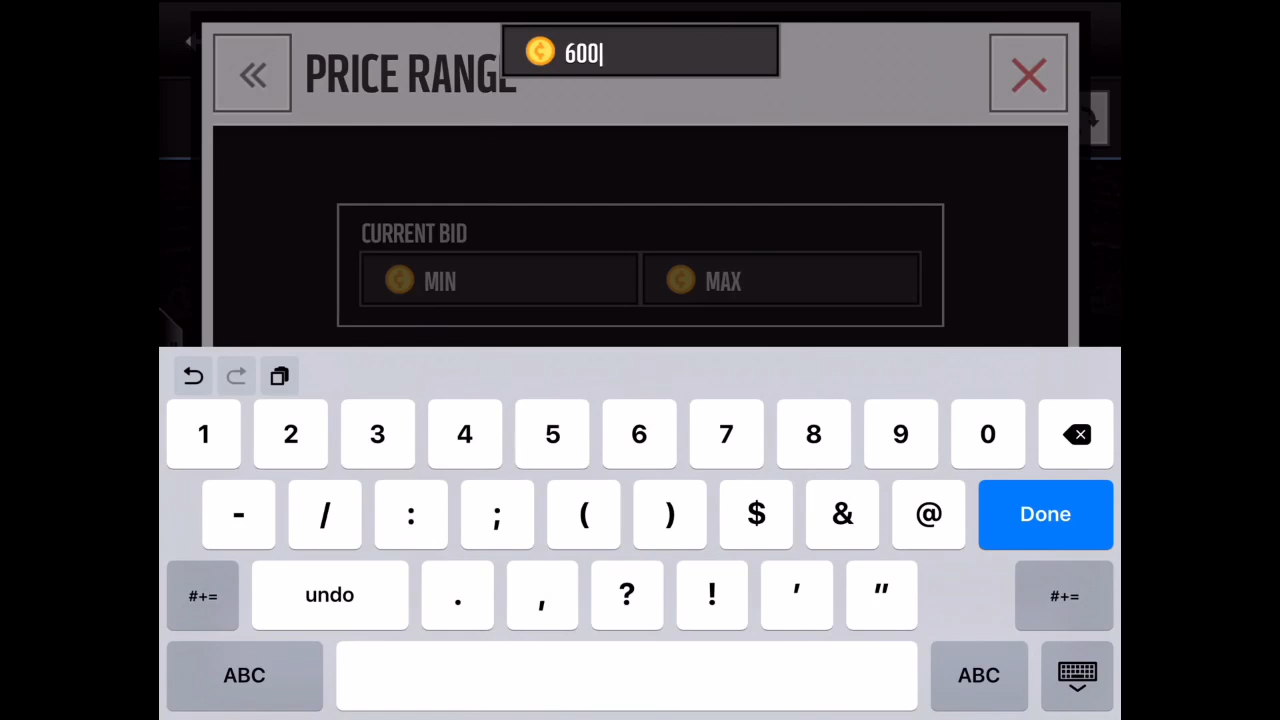 600
PRICE RANGE
CURRENT BID
MIN MAX
1 2 3 4 5 6 7 8 9 0
- / : ; ( ) $ & @ Done
#+= undo . , ? ! ' " #+=
ABC ABC